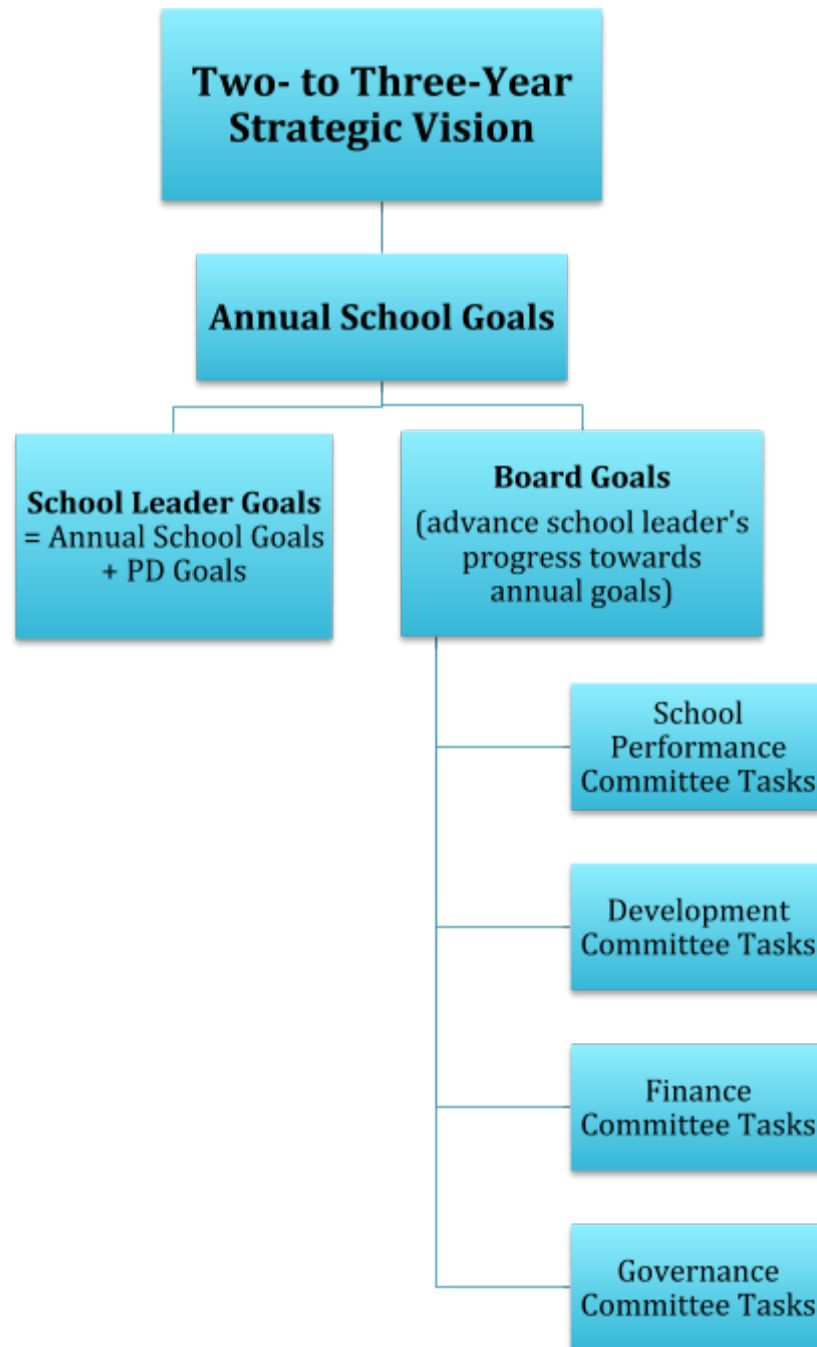 Two- to Three-Year
Strategic Vision
Annual School Goals
School Leader Goals
= Annual School Goals
+ PD Goals
Board Goals
(advance school leader's
progress towards
annual goals)
School
Performance
Committee Tasks
Development
Committee Tasks
Finance
Committee Tasks
Governance
Committee Tasks